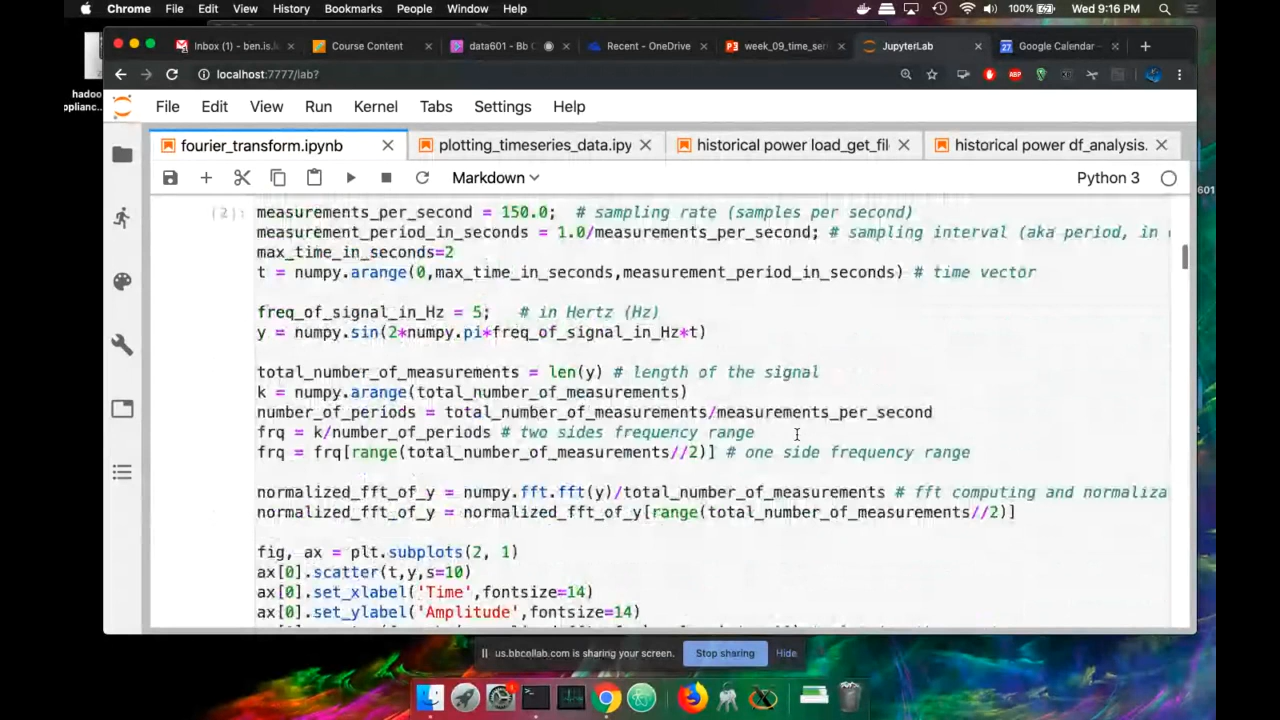 Chrome File Edit View History Bookmarks People Window Help 100% Wed 9:16 PM
Inbox (1) - ben.is. Course Content data601 - Bb C Recent - OneDrive week_09_time_ser JupyterLab 27 Google Calendar -
localhost:7777/lab? ABP
hadoo
pplianc...
File Edit View Run Kernel Tabs Settings Help
fourier_transform.ipynb plotting_timeseries_data.ipy historical power load_get_fil historical power df_analysis.
Markdown Python 3
601
[2]: measurements_per_second = 150.0; # sampling rate (samples per second)
measurement_period_in_seconds = 1.0/measurements_per_second; # sampling interval (aka period, in
max_time_in_seconds=2
t = numpy.arange(0,max_time_in_seconds,measurement_period_in_seconds) # time vector
freq_of_signal_in_Hz = 5; # in Hertz (Hz)
y = numpy.sin(2*numpy.pi*freq_of_signal_in_Hz*t)
total_number_of_measurements = len(y) # length of the signal
k = numpy.arange(total_number_of_measurements)
number_of_periods = total_number_of_measurements/measurements_per_second
frq = k/number_of_periods # two sides frequency range
frq = frq[range(total_number_of_measurements//2)] # one side frequency range
normalized_fft_of_y = numpy.fft.fft(y)/total_number_of_measurements # fft computing and normaliza
normalized_fft_of_y = normalized_fft_of_y[range(total_number_of_measurements//2)]
fig, ax = plt.subplots(2, 1)
ax[0].scatter(t,y,s=10)
ax[0].set_xlabel('Time',fontsize=14)
ax[0].set_ylabel('Amplitude',fontsize=14)
us.bbcollab.com is sharing your screen. Stop sharing Hide